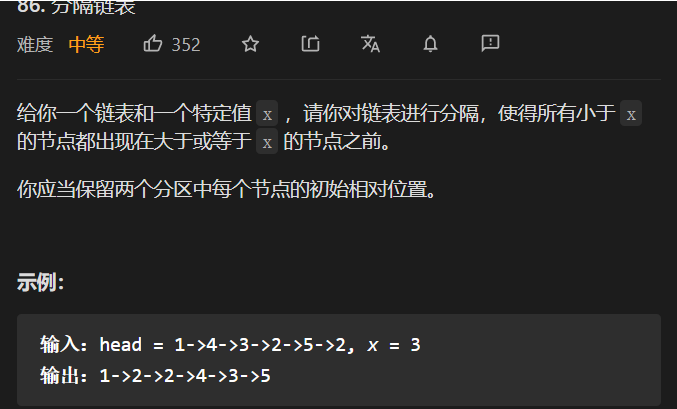 86. 分隔链表
难度 中等 352
给你一个链表和一个特定值 x ，请你对链表进行分隔，使得所有小于 x
的节点都出现在大于或等于 x 的节点之前。
你应当保留两个分区中每个节点的初始相对位置。
示例：
输入：head = 1->4->3->2->5->2, x = 3
输出：1->2->2->4->3->5